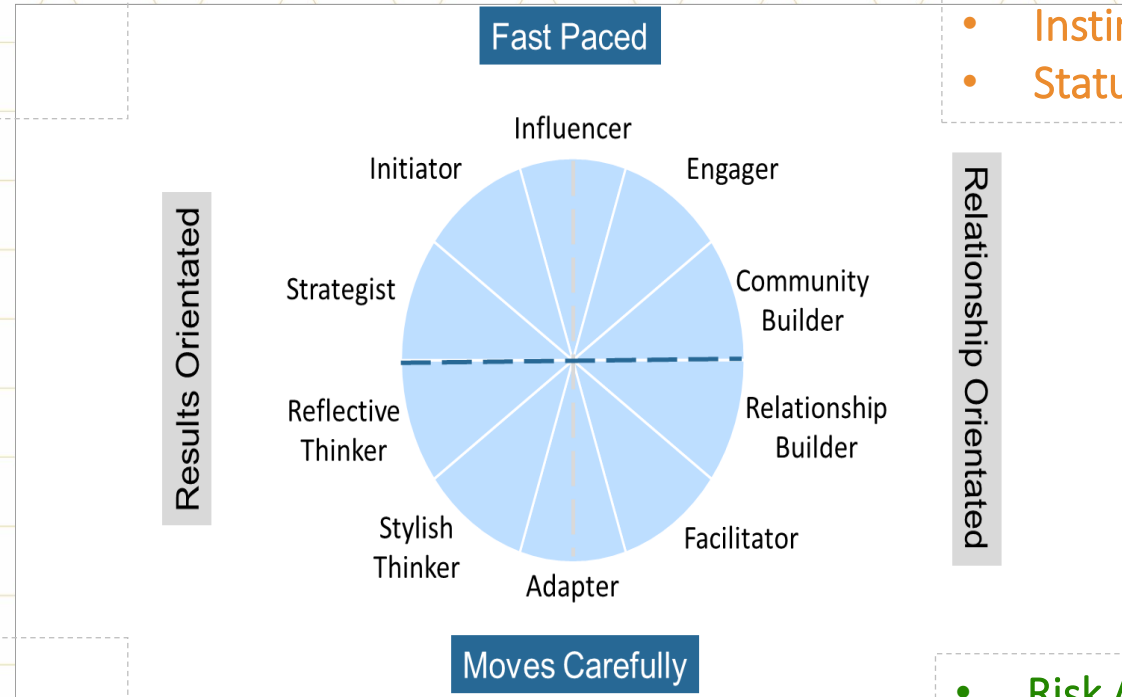 Fast Paced
Influencer
Initiator
Engager
Strategist
Community
Builder
Results Orientated
Relationship Orientated
Reflective
Thinker
Relationship
Builder
Stylish
Thinker
Facilitator
Adapter
Moves Carefully
Risk